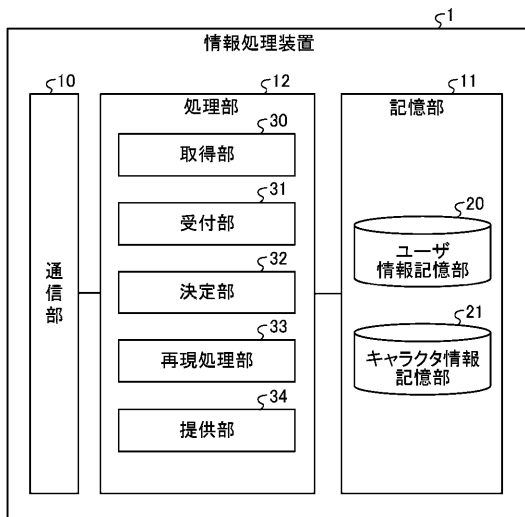 1
情報処理装置
10
通信部
12
処理部
30
取得部
31
受付部
32
決定部
33
再現処理部
34
提供部
11
記憶部
20
ユーザ
情報記憶部
21
キャラクタ情報
記憶部